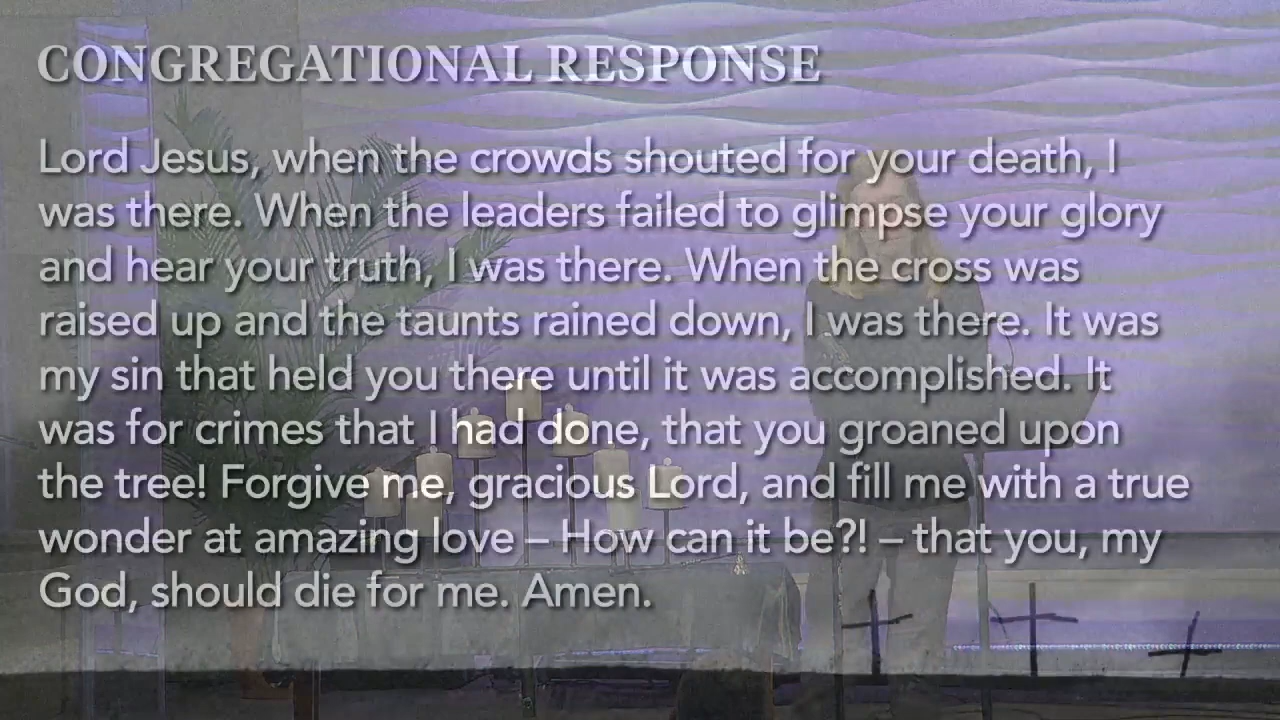 CONGREGATIONAL RESPONSE
Lord Jesus, when the crowds shouted for your death, I
was there. When the leaders failed to glimpse your glory
and hear your truth, I was there. When the cross was
raised up and the taunts rained down, I was there. It was
my sin that held you there until it was accomplished. It
was for crimes that I had done, that you groaned upon
the tree! Forgive me, gracious Lord, and fill me with a true
wonder at amazing love – How can it be?! – that you, my
God, should die for me. Amen.